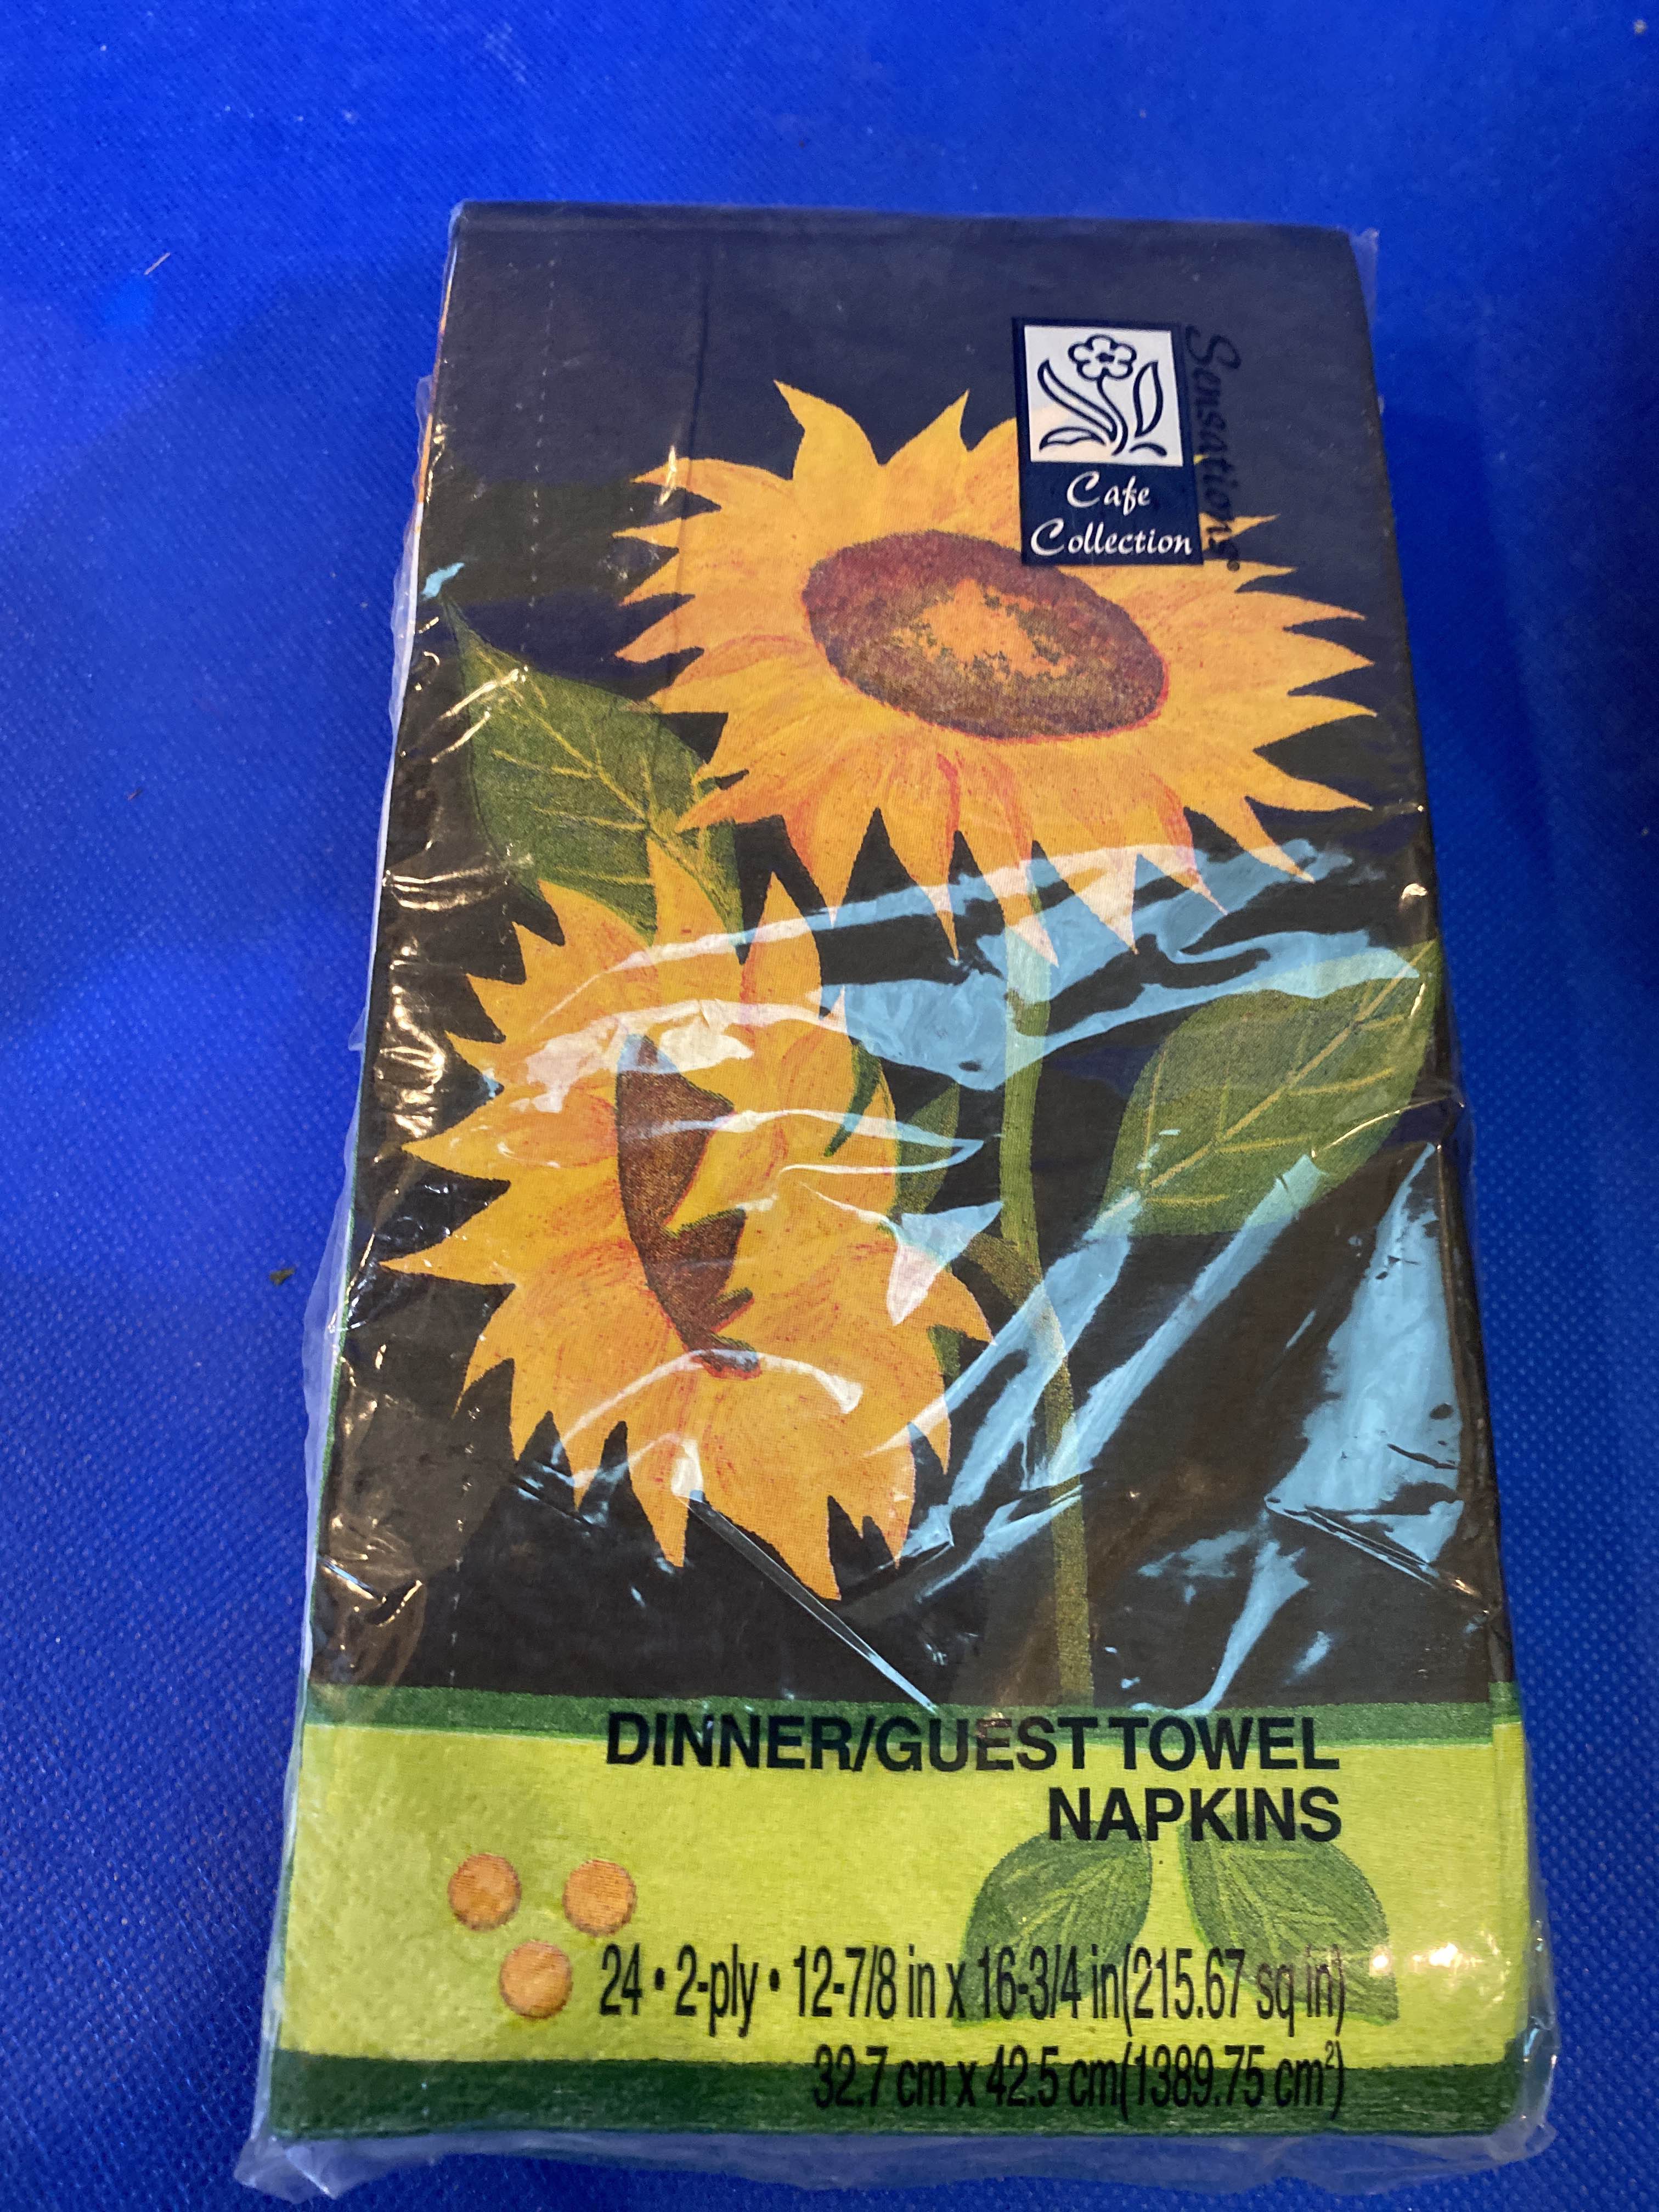 Sensations®
Cafe
Collection
DINNER/GUEST TOWEL
NAPKINS
24 • 2-ply • 12-7/8 in x 16-3/4 in(215.67 sq in)
32.7 cm x 42.5 cm(1389.75 cm²)